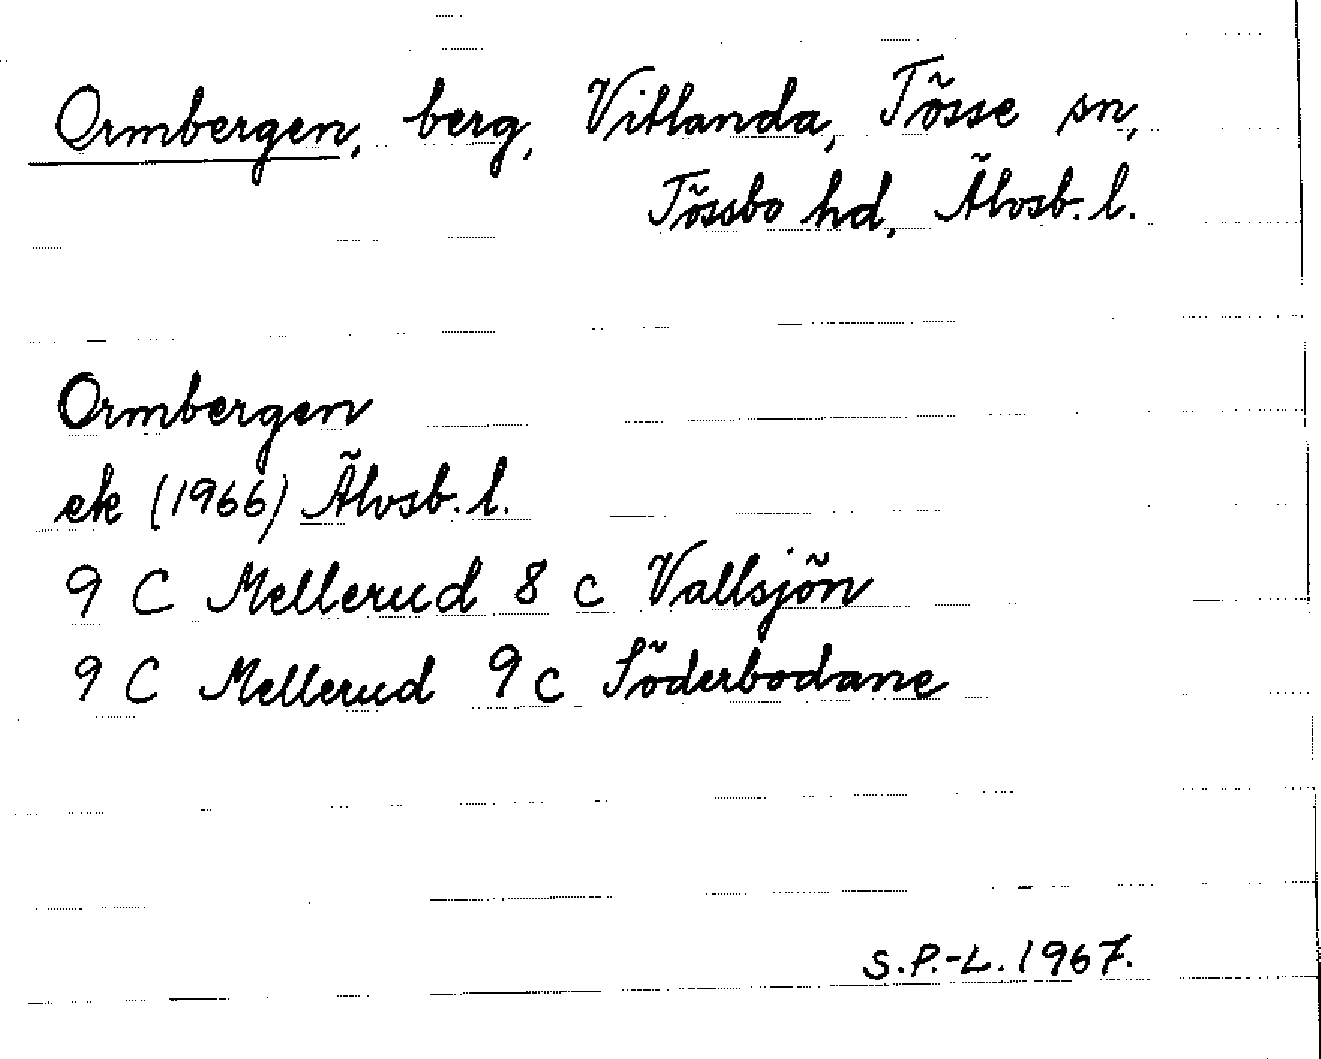 Ormbergen, berg, Vitlanda, Tösse sn,
Tössbo hd, Älvsb. l.
Ormbergen
ek (1966) Älvsb. l.
9 C Mellerud 8 c Vallsjön
9 C Mellerud 9 c Söderbodane
S.P.-L. 1967.